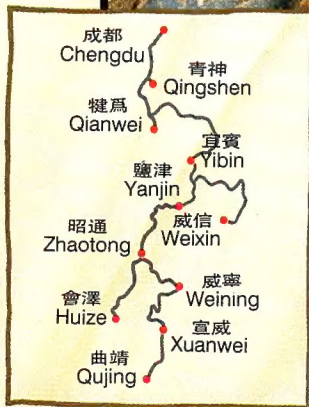 成都
Chengdu
青神
Qingshen
犍爲
Qianwei
宜賓
Yibin
鹽津
Yanjin
威信
Weixin
昭通
Zhaotong
威寧
Weining
會澤
Huize
宣威
Xuanwei
曲靖
Qujing